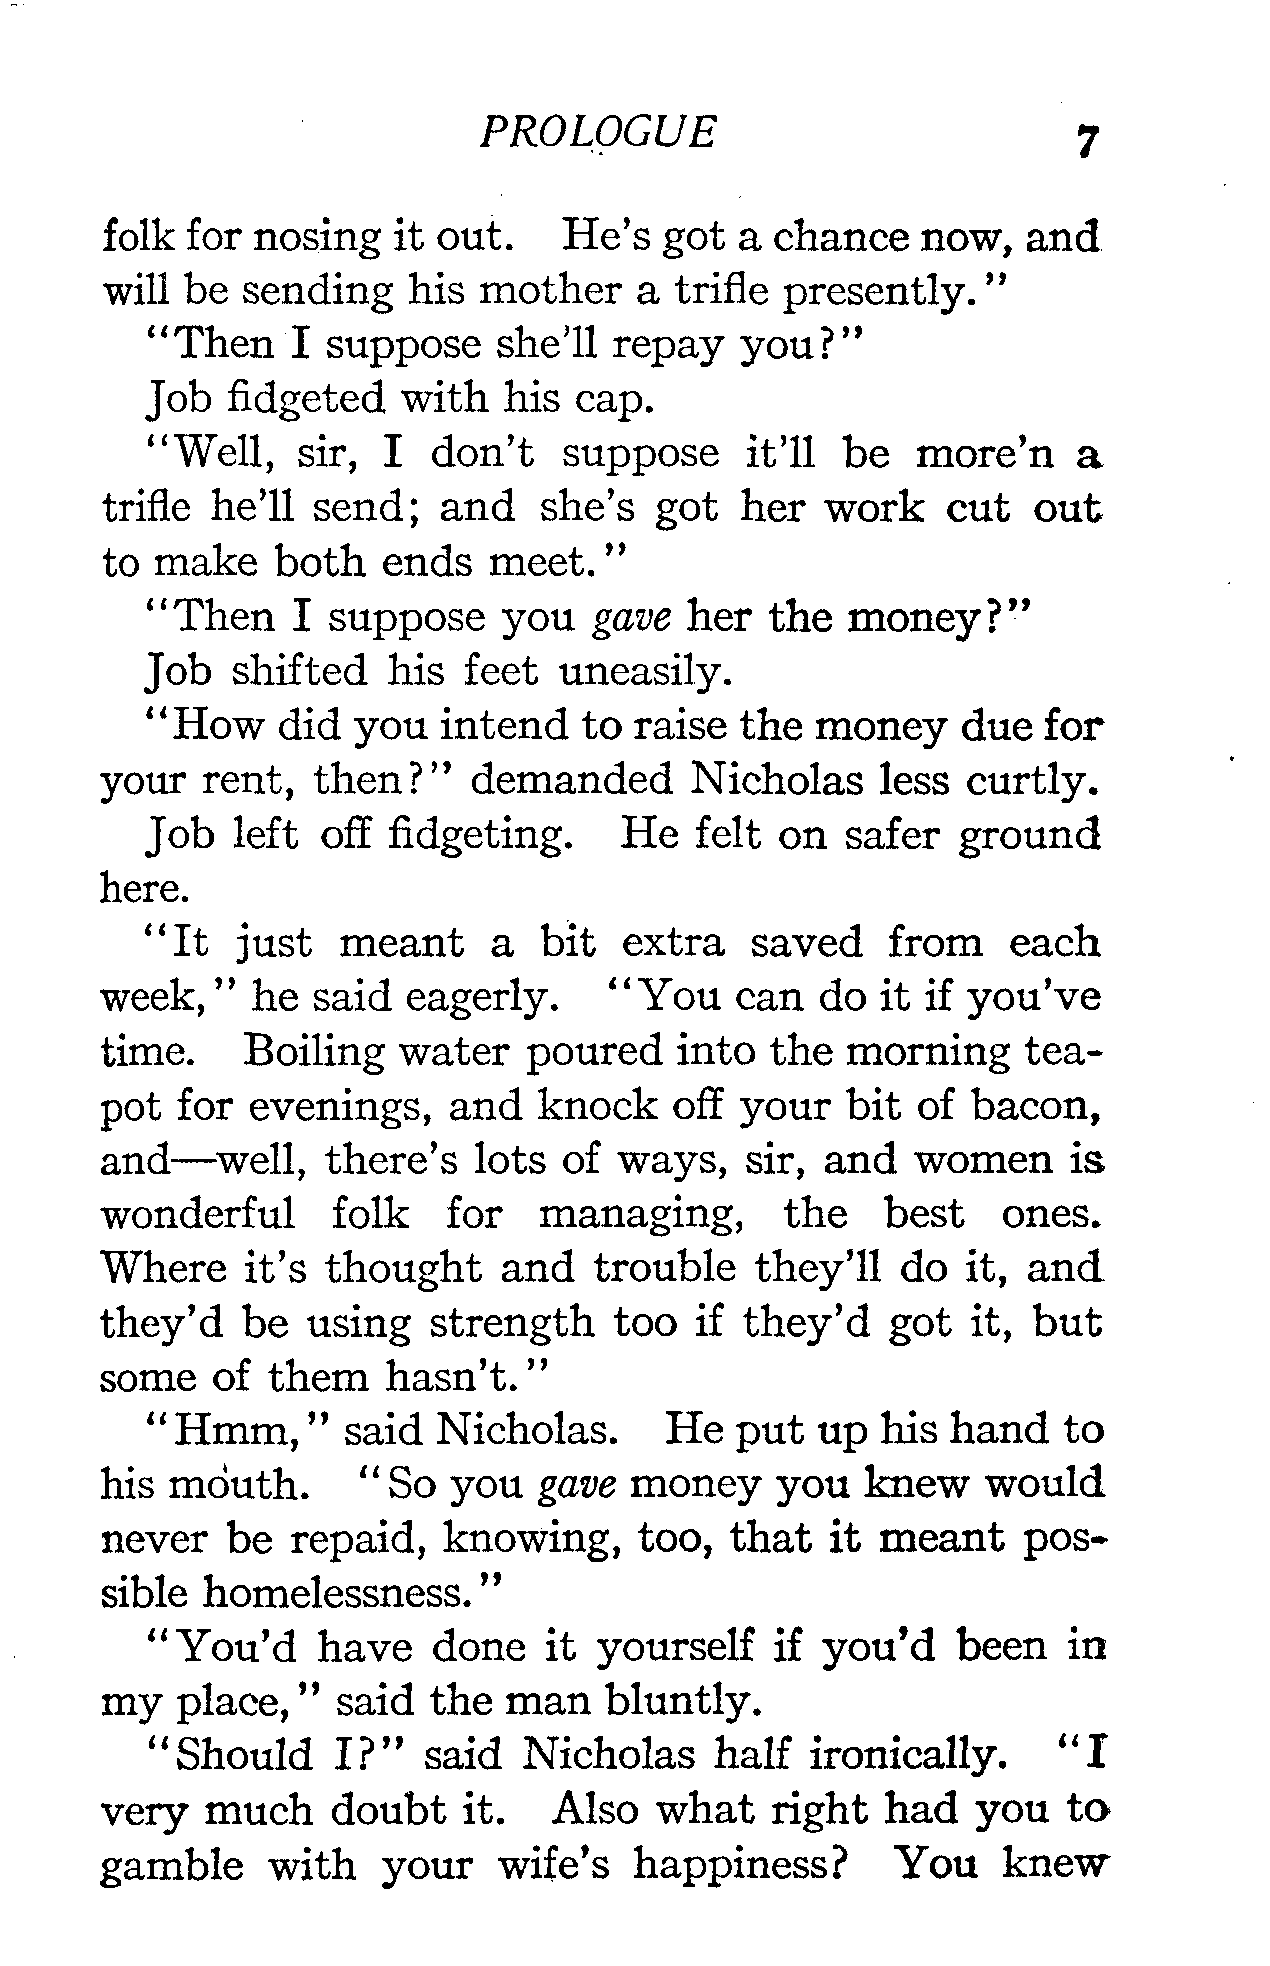 PROLOGUE 7
folk for nosing it out. He's got a chance now, and
will be sending his mother a trifle presently."
"Then I suppose she'll repay you?"
Job fidgeted with his cap.
"Well, sir, I don't suppose it'll be more'n a
trifle he'll send; and she's got her work cut out
to make both ends meet."
"Then I suppose you gave her the money?"
Job shifted his feet uneasily.
"How did you intend to raise the money due for
your rent, then?" demanded Nicholas less curtly.
Job left off fidgeting. He felt on safer ground
here.
"It just meant a bit extra saved from each
week," he said eagerly. "You can do it if you've
time. Boiling water poured into the morning tea-
pot for evenings, and knock off your bit of bacon,
and—well, there's lots of ways, sir, and women is
wonderful folk for managing, the best ones.
Where it's thought and trouble they'll do it, and
they'd be using strength too if they'd got it, but
some of them hasn't."
"Hmm," said Nicholas. He put up his hand to
his mouth. "So you gave money you knew would
never be repaid, knowing, too, that it meant pos-
sible homelessness."
"You'd have done it yourself if you'd been in
my place," said the man bluntly.
"Should I?" said Nicholas half ironically. "I
very much doubt it. Also what right had you to
gamble with your wife's happiness? You knew